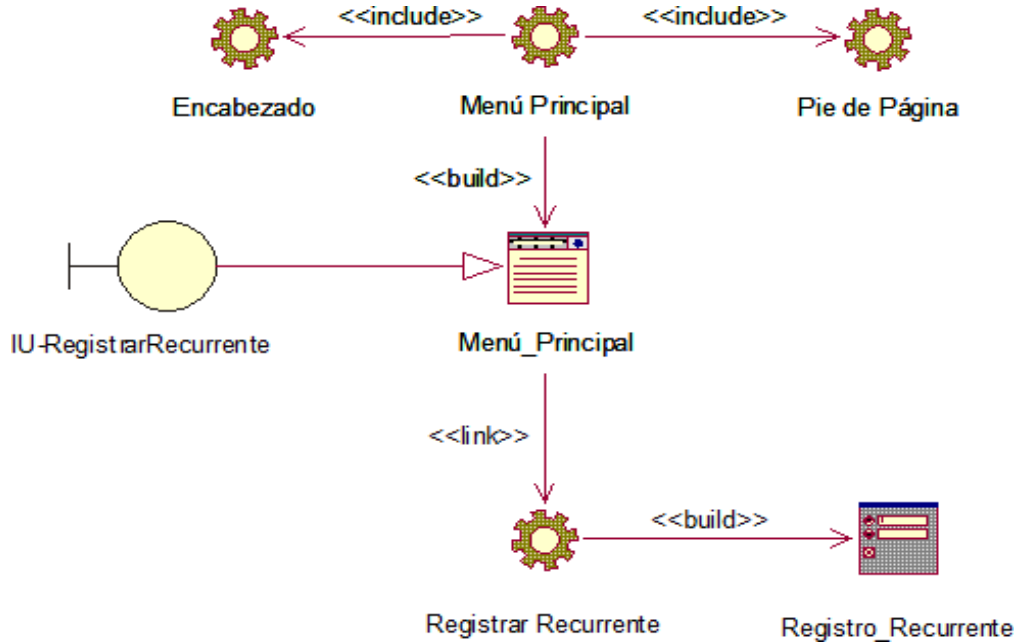 <<include>>
<<include>>
Encabezado
Menú Principal
Pie de Página
<<build>>
IU-RegistrarRecurrente
Menú_Principal
<<link>>
<<build>>
Registrar Recurrente
Registro_Recurrente